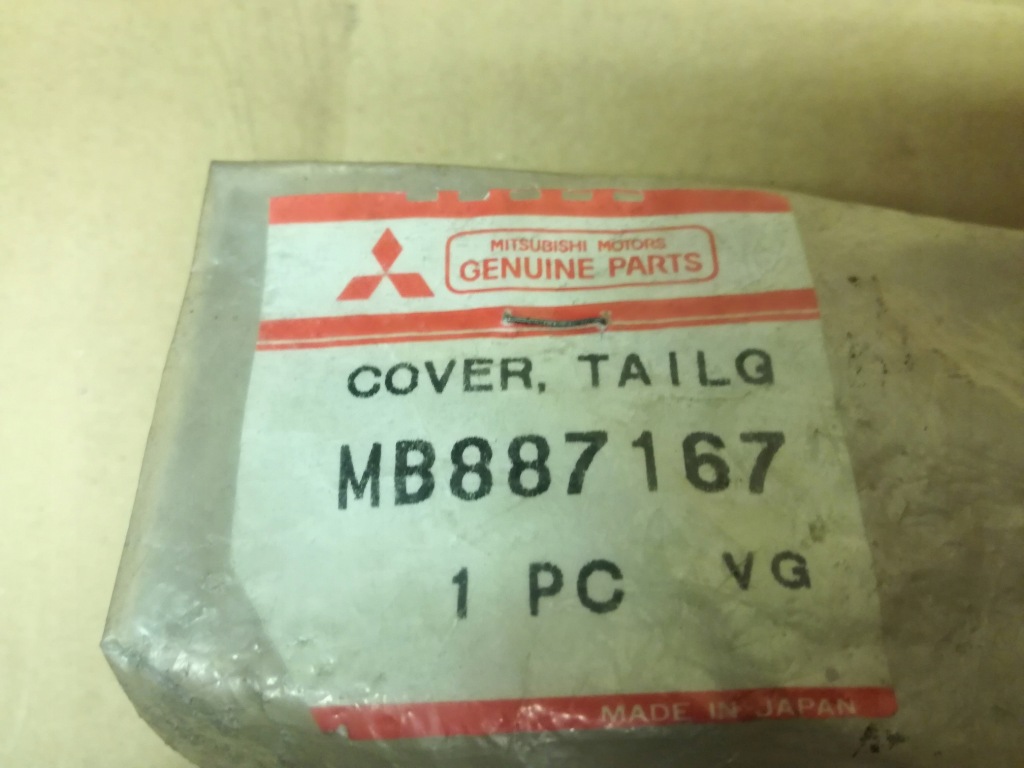 MITSUBISHI MOTORS
GENUINE PARTS
COVER, TAILG
MB887167
1 PC VG
MADE IN JAPAN